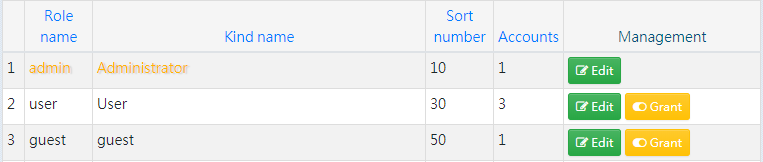 Role name Kind name Sort number Accounts Management
1 admin Administrator 10 1 Edit
2 user User 30 3 Edit Grant
3 guest guest 50 1 Edit Grant